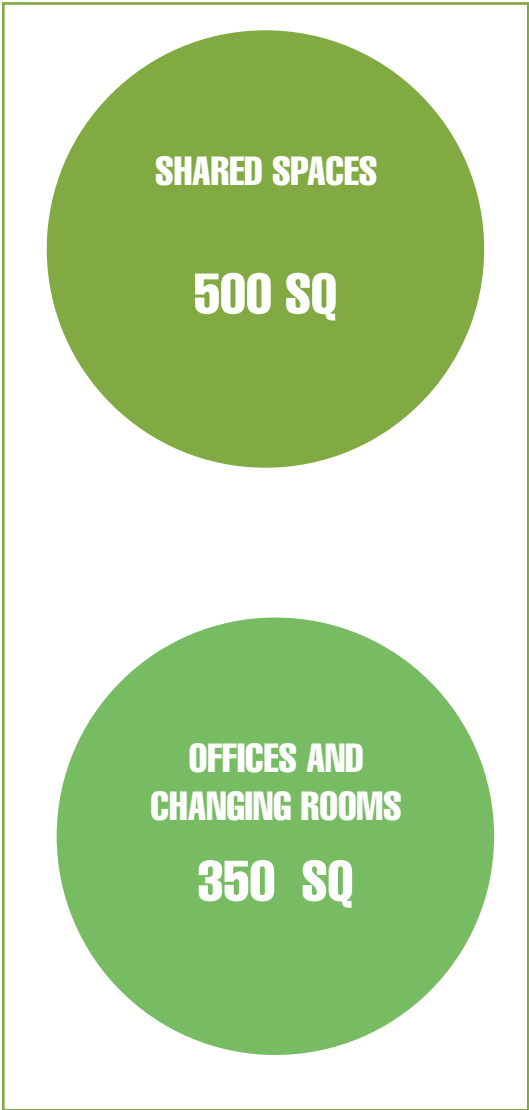 SHARED SPACES
500 SQ
OFFICES AND
CHANGING ROOMS
350 SQ